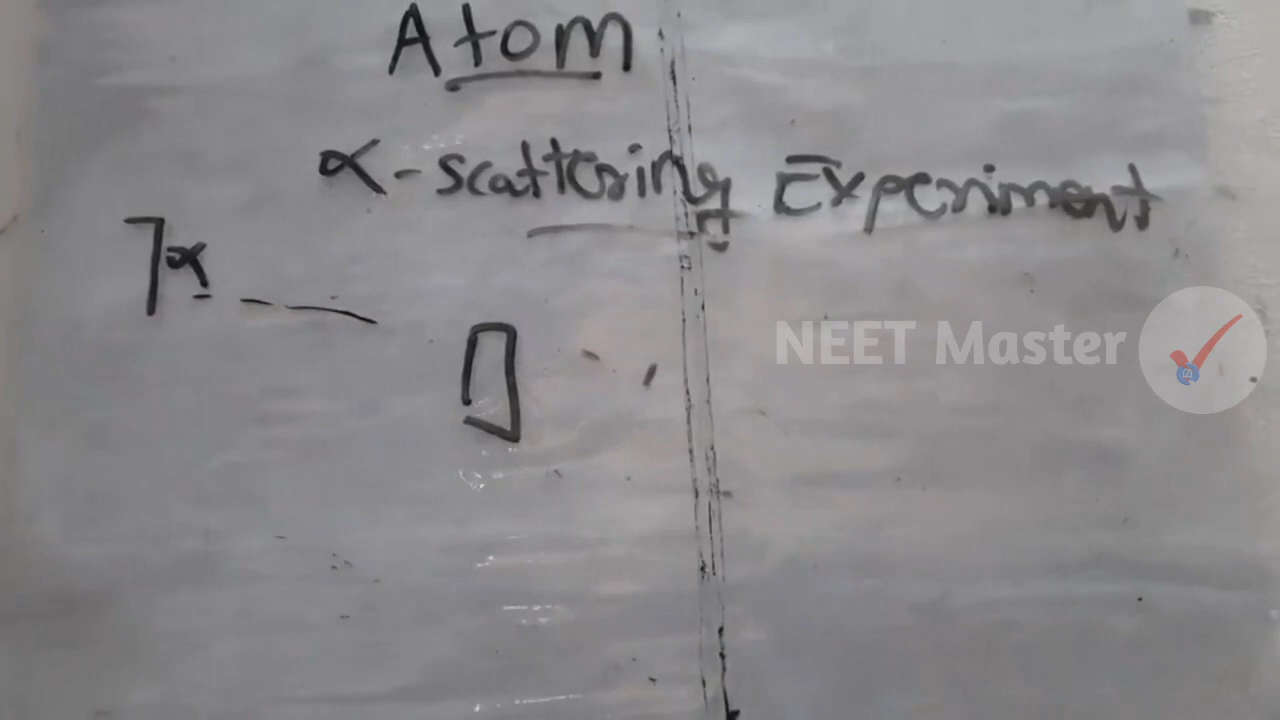 Atom
α-scattering Experiment
α
NEET Master